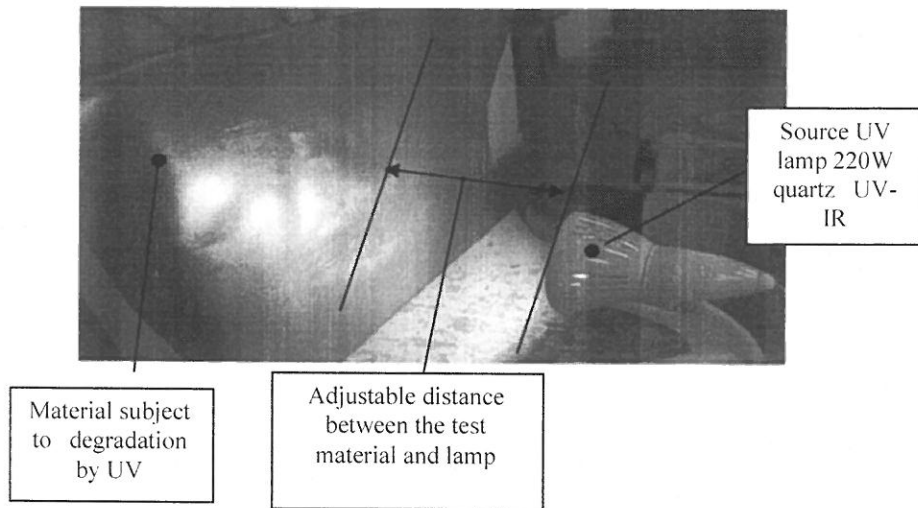 Source UV
lamp 220W
quartz UV-
IR
Material subject
to degradation
by UV
Adjustable distance
between the test
material and lamp